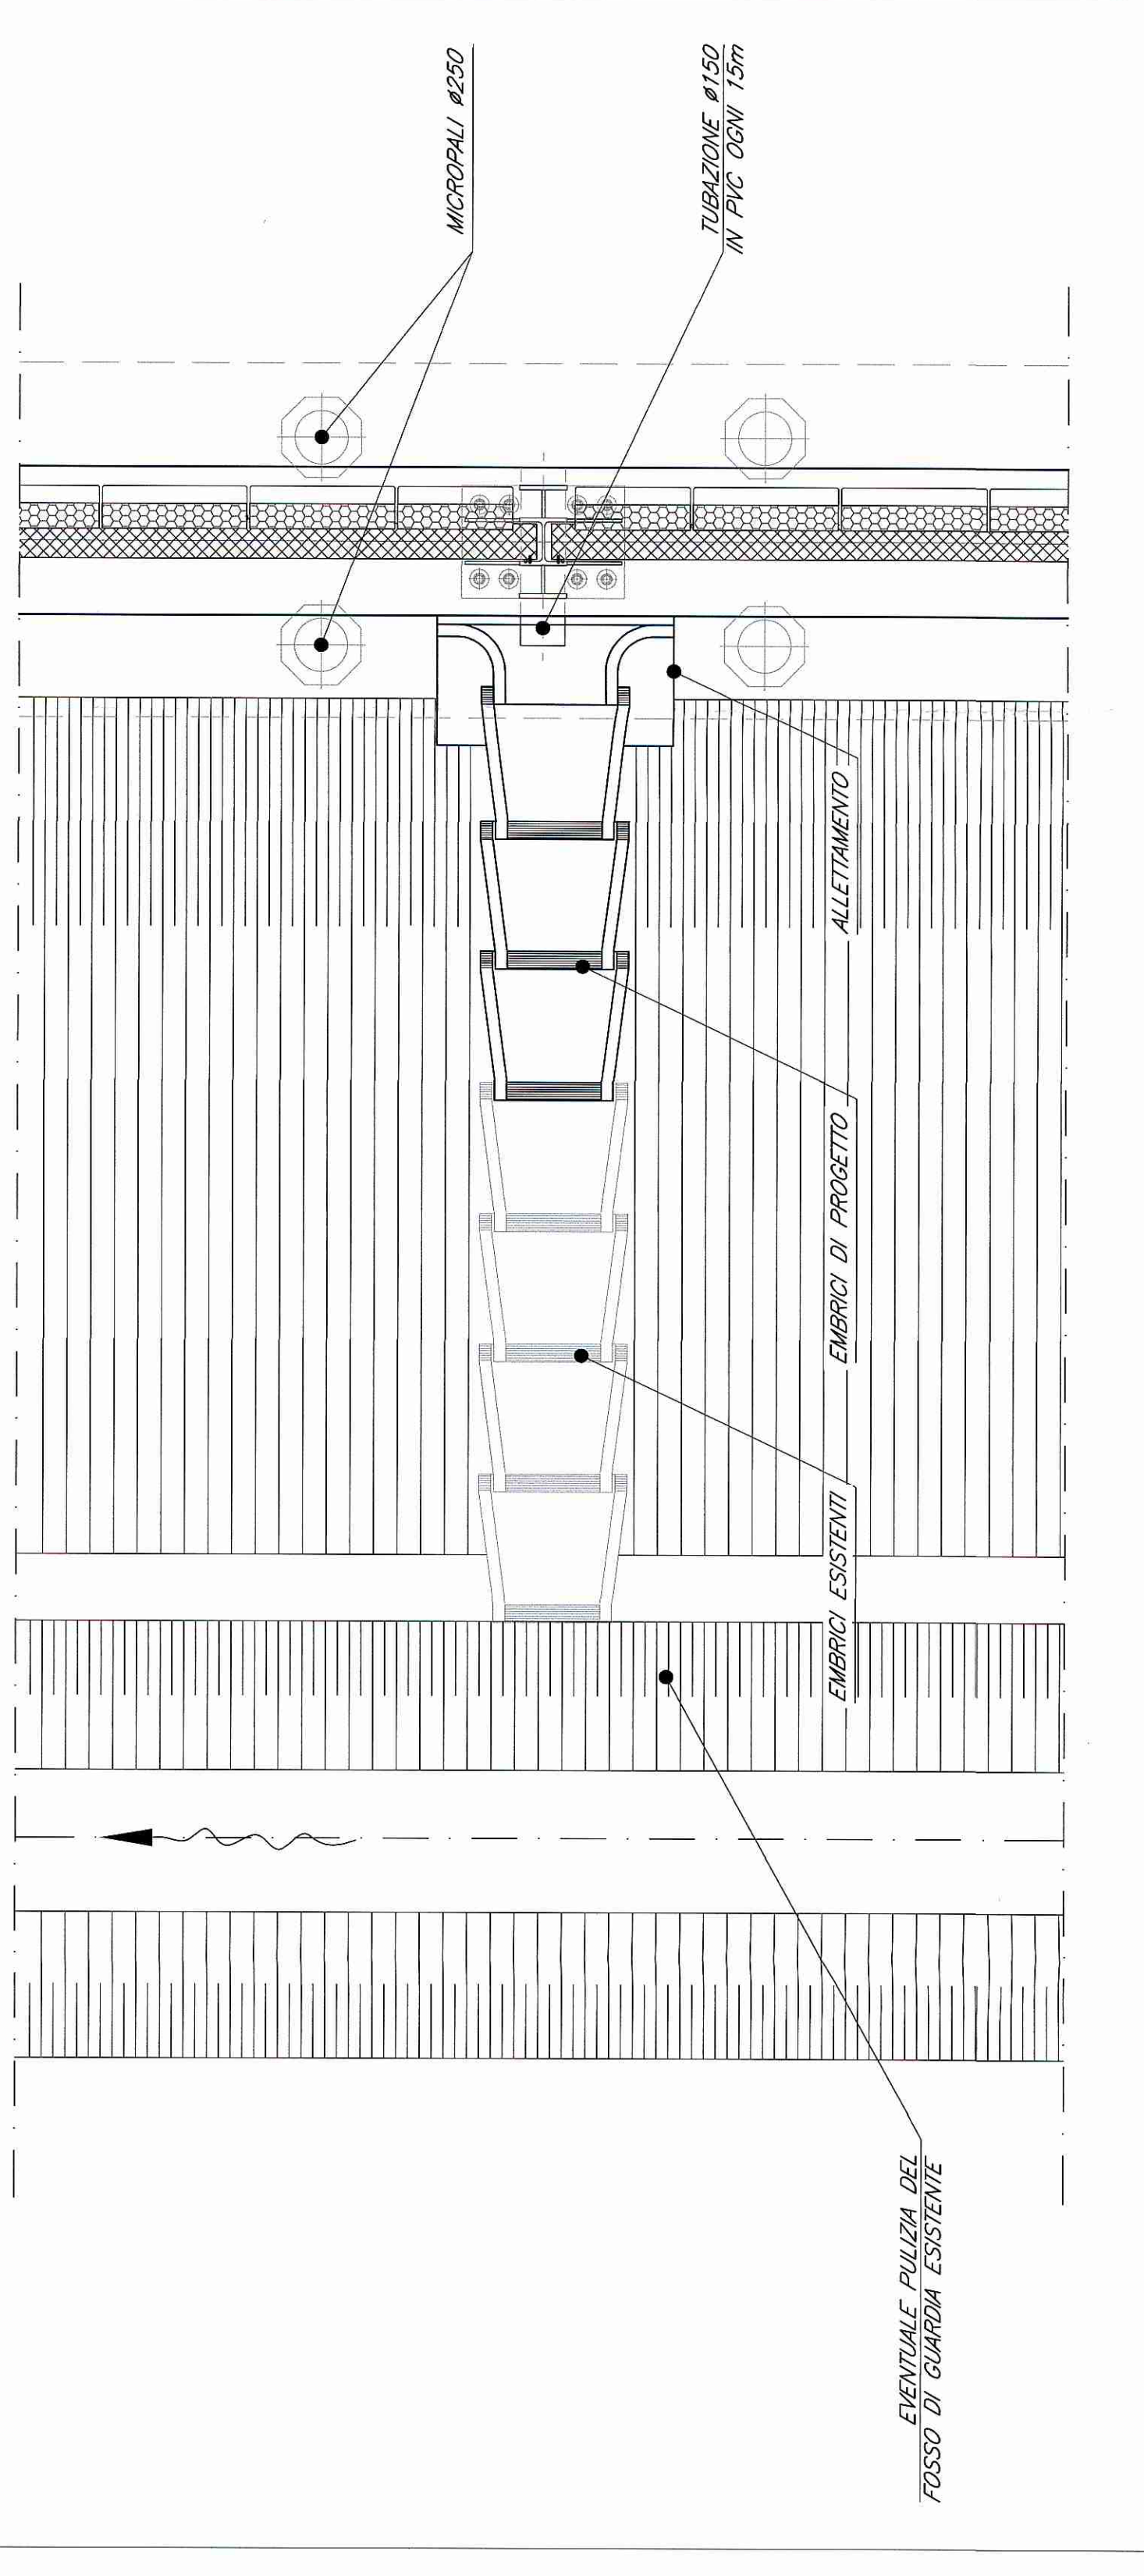 MICROPALI ø250
TUBAZIONE ø150
IN PVC OGNI 15m
ALLETTAMENTO
EMBRICI DI PROGETTO
EMBRICI ESISTENTI
EVENTUALE PULIZIA DEL
FOSSO DI GUARDIA ESISTENTE